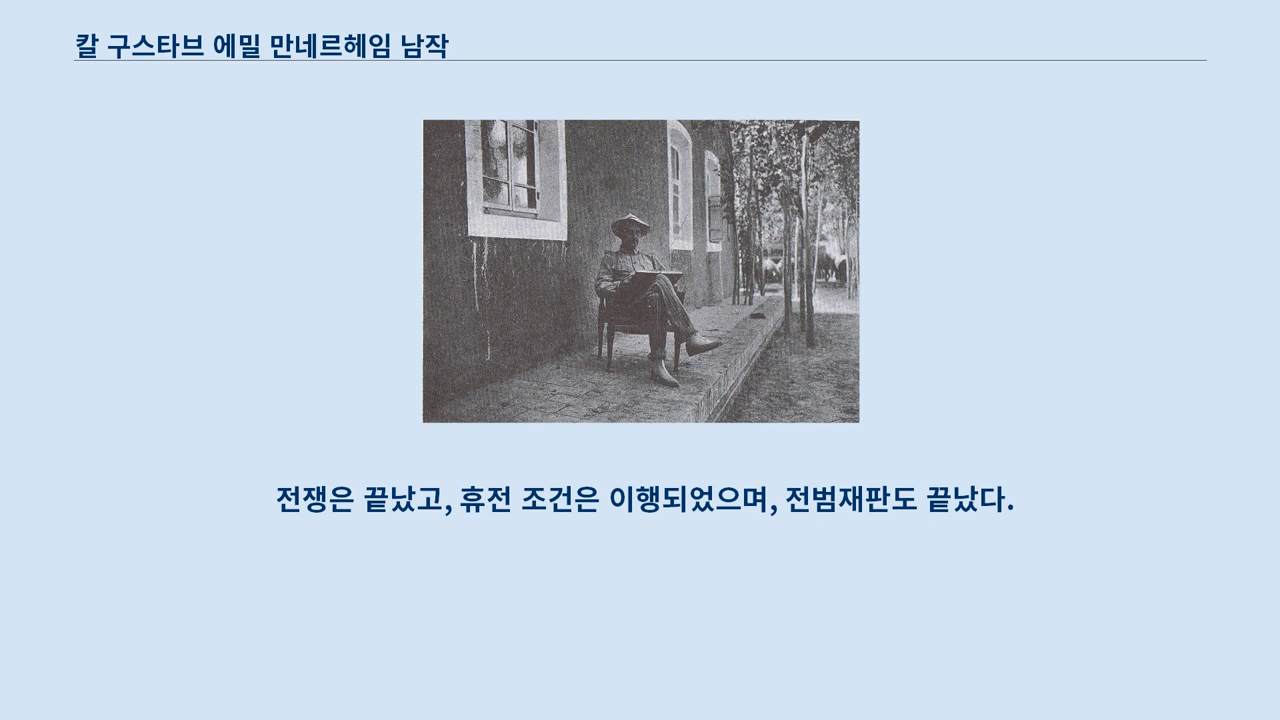 칼 구스타브 에밀 만네르헤임 남작
전쟁은 끝났고, 휴전 조건은 이행되었으며, 전범재판도 끝났다.